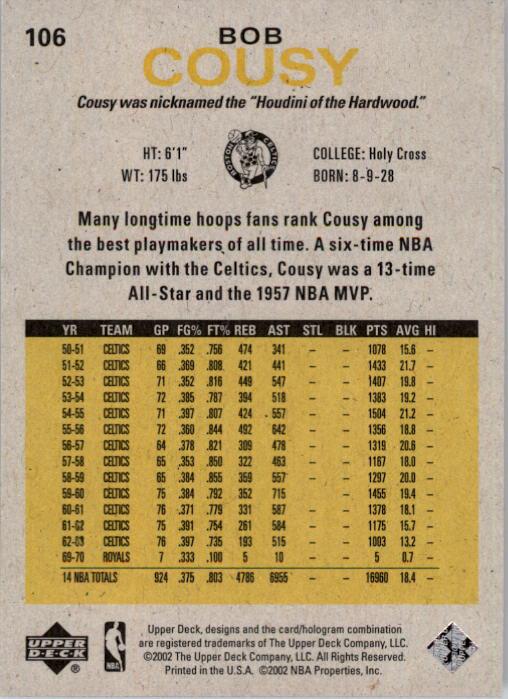 106
BOB
COUSY
Cousy was nicknamed the "Houdini of the Hardwood."
HT: 6'1"
WT: 175 lbs
BOSTON
CELTICS
COLLEGE: Holy Cross
BORN: 8-9-28
Many longtime hoops fans rank Cousy among
the best playmakers of all time. A six-time NBA
Champion with the Celtics, Cousy was a 13-time
All-Star and the 1957 NBA MVP.
YR TEAM GP FG% FT% REB AST STL BLK PTS AVG HI
50-51 CELTICS 69 .352 .756 474 341 – – 1078 15.6 –
51-52 CELTICS 66 .369 .808 421 441 – – 1433 21.7 –
52-53 CELTICS 71 .352 .816 449 547 – – 1407 19.8 –
53-54 CELTICS 72 .385 .787 394 518 – – 1383 19.2 –
54-55 CELTICS 71 .397 .807 424 557 – – 1504 21.2 –
55-56 CELTICS 72 .360 .844 492 642 – – 1356 18.8 –
56-57 CELTICS 64 .378 .821 309 478 – – 1319 20.6 –
57-58 CELTICS 65 .353 .850 322 463 – – 1167 18.0 –
58-59 CELTICS 65 .384 .855 359 557 – – 1297 20.0 –
59-60 CELTICS 75 .384 .792 352 715 – – 1455 19.4 –
60-61 CELTICS 76 .371 .779 331 587 – – 1378 18.1 –
61-62 CELTICS 75 .391 .754 261 584 – – 1175 15.7 –
62-63 CELTICS 76 .397 .735 193 515 – – 1003 13.2 –
69-70 ROYALS 7 .333 .100 5 10 – – 5 0.7 –
14 NBA TOTALS 924 .375 .803 4786 6955 – – 16960 18.4 –
UPPER
DECK
®
NBA
Upper Deck, designs and the card/hologram combination
are registered trademarks of The Upper Deck Company, LLC.
©2002 The Upper Deck Company, LLC. All Rights Reserved.
Printed in the U.S.A. ©2002 NBA Properties, Inc.